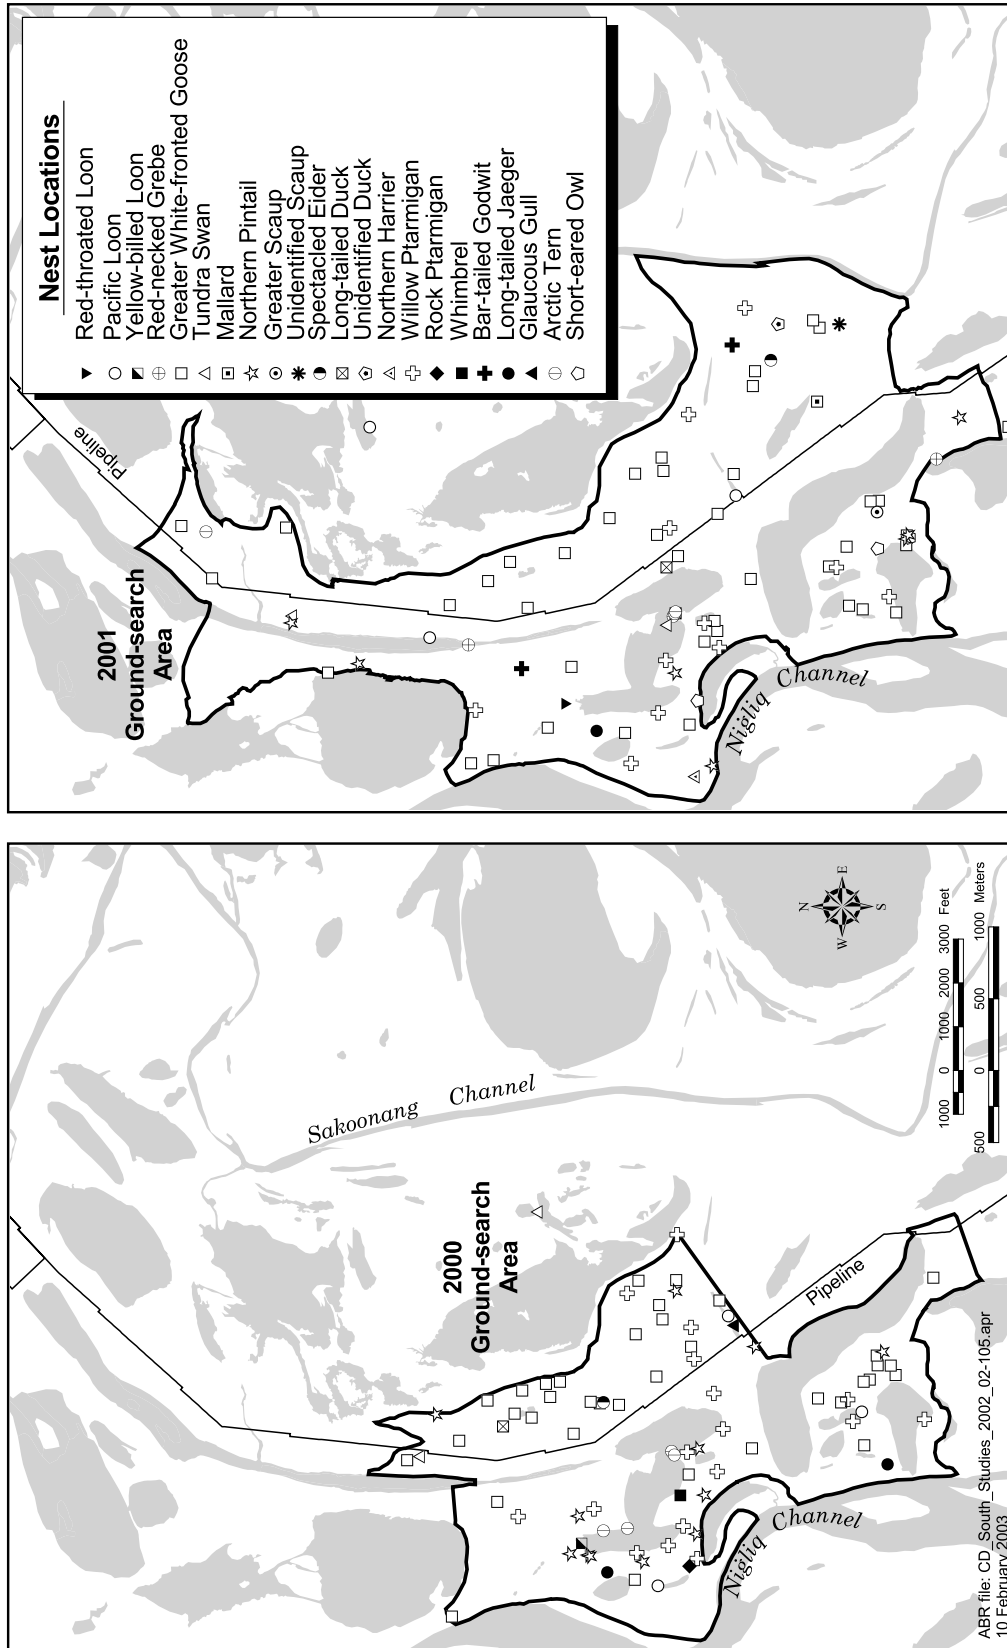 Nest Locations
Red-throated Loon
Pacific Loon
Yellow-billed Loon
Red-necked Grebe
Greater White-fronted Goose
Tundra Swan
Mallard
Northern Pintail
Greater Scaup
Unidentified Scaup
Spectacled Eider
Long-tailed Duck
Unidentified Duck
Northern Harrier
Willow Ptarmigan
Rock Ptarmigan
Whimbrel
Bar-tailed Godwit
Long-tailed Jaeger
Glaucous Gull
Arctic Tern
Short-eared Owl
Pipeline
2001
Ground-search
Area
Nigliq Channel
Sakoonang Channel
2000
Ground-search
Area
Pipeline
Nigliq Channel
N
W E
S
1000 0 1000 2000 3000 Feet
500 0 500 1000 Meters
ABR file: CD_South_Studies_2002_02-105.apr
10 February 2003